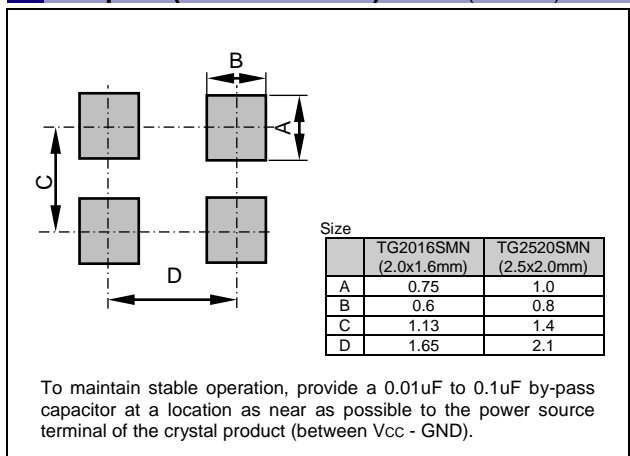 B
A
C
D
Size
TG2016SMN TG2520SMN
(2.0x1.6mm) (2.5x2.0mm)
A 0.75 1.0
B 0.6 0.8
C 1.13 1.4
D 1.65 2.1
To maintain stable operation, provide a 0.01uF to 0.1uF by-pass
capacitor at a location as near as possible to the power source
terminal of the crystal product (between Vcc - GND).